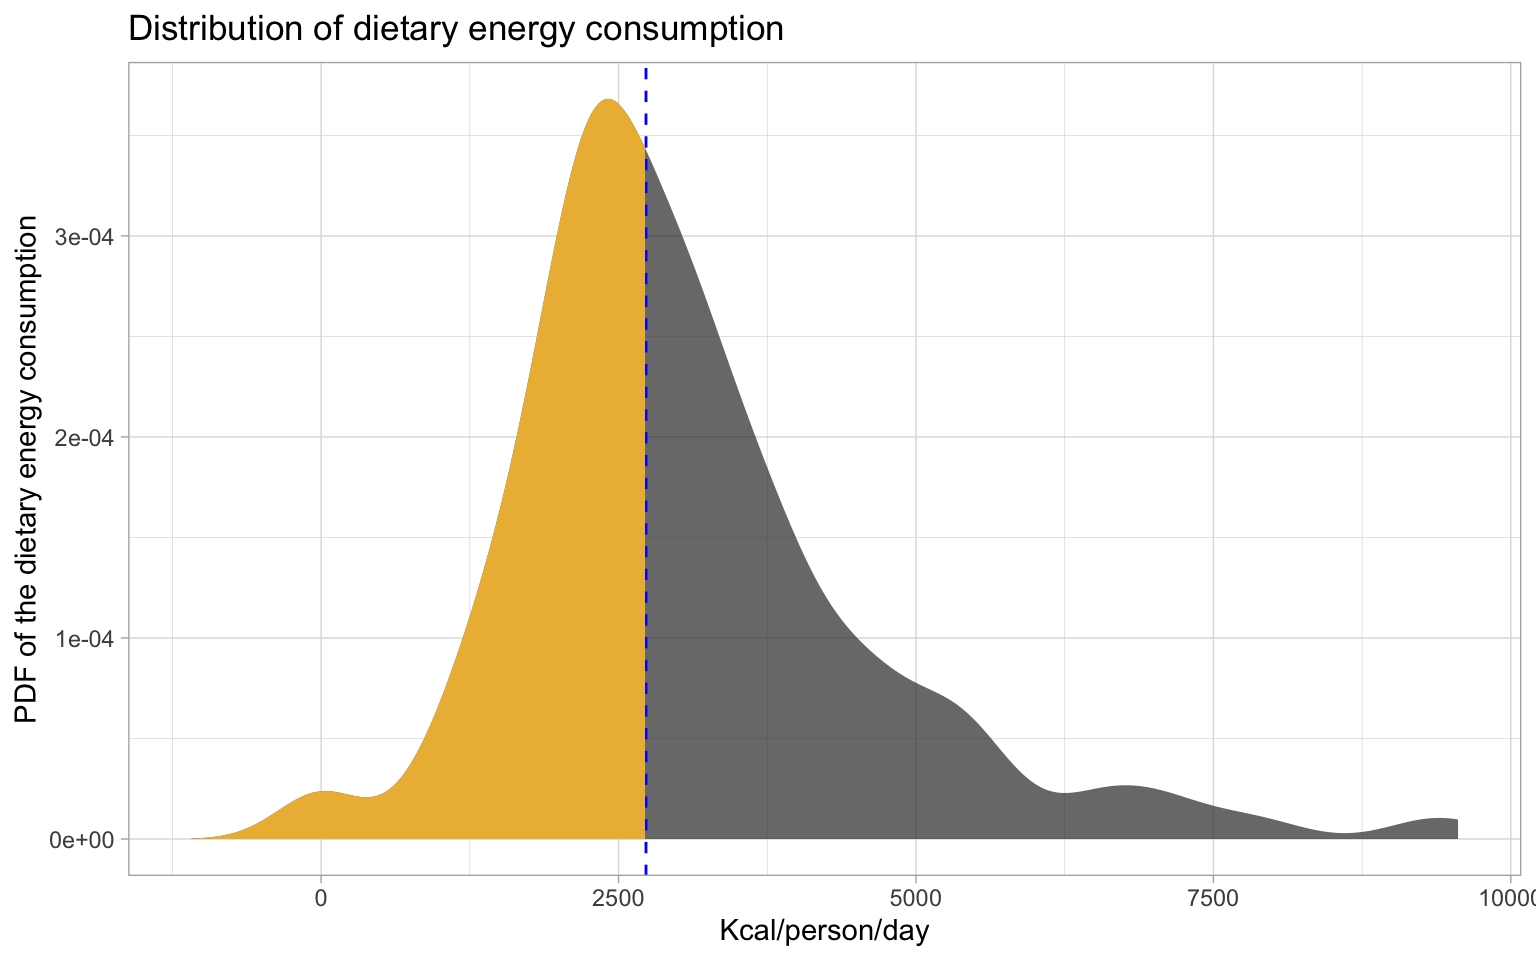 Distribution of dietary energy consumption
PDF of the dietary energy consumption
3e-04
2e-04
1e-04
0e+00
0
2500
5000
7500
1000
Kcal/person/day